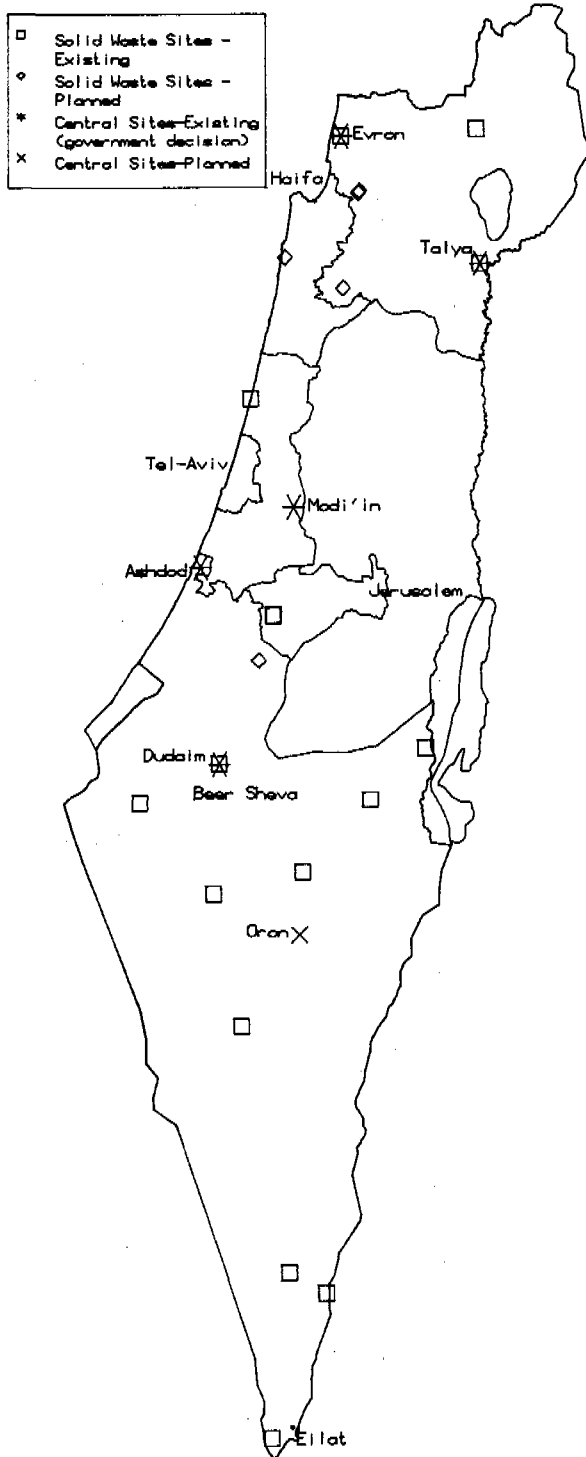 Solid Waste Sites -
Existing
Solid Waste Sites -
Planned
Central Sites-Existing
(government decision)
Central Sites-Planned
Evron
Haifa
Talya
Tel-Aviv
Modi'in
Ashdod
Jerusalem
Dudaim
Beer Sheva
Oron
Eilat